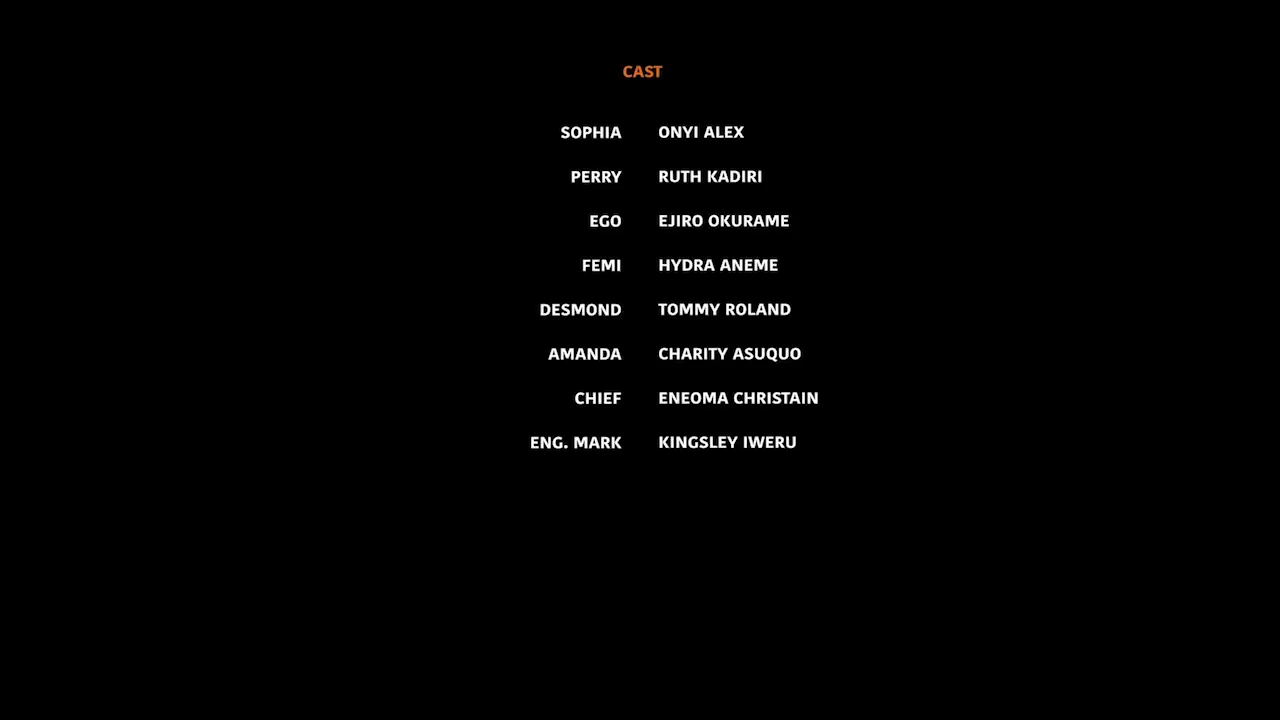 CAST
SOPHIA ONYI ALEX
PERRY RUTH KADIRI
EGO EJIRO OKURAME
FEMI HYDRA ANEME
DESMOND TOMMY ROLAND
AMANDA CHARITY ASUQUO
CHIEF ENEOMA CHRISTAIN
ENG. MARK KINGSLEY IWERU